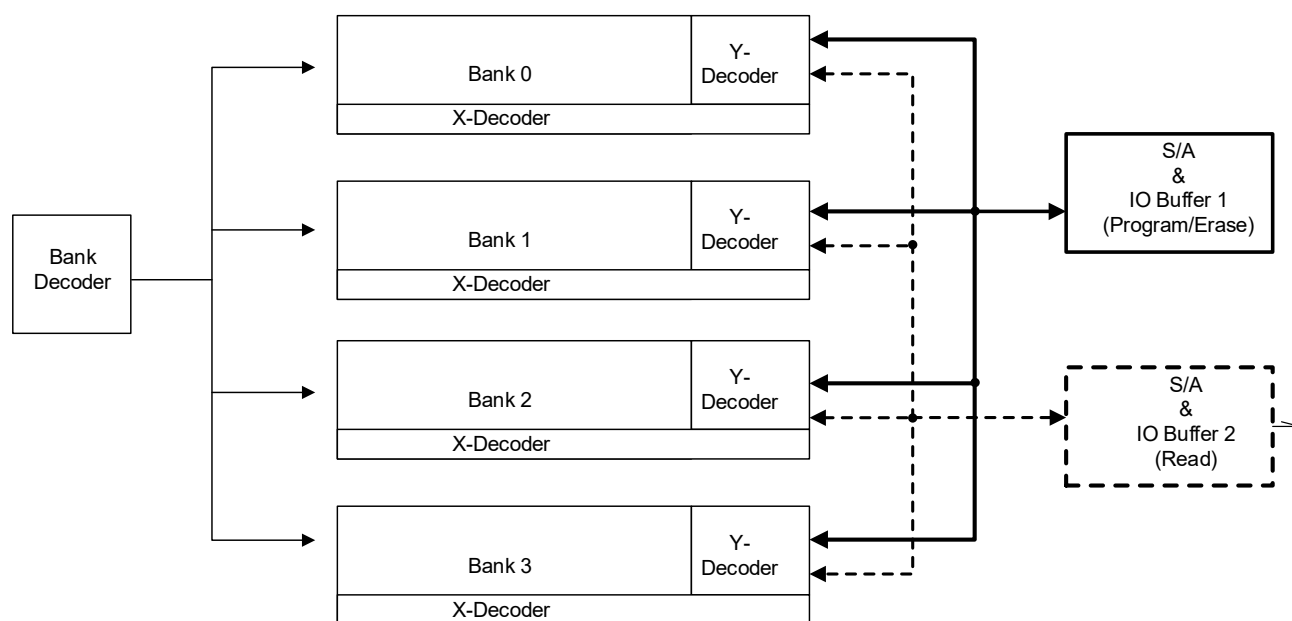 Bank 0
Y-
Decoder
X-Decoder
Bank 1
Y-
Decoder
X-Decoder
Bank
Decoder
Bank 2
Y-
Decoder
X-Decoder
Bank 3
Y-
Decoder
X-Decoder
S/A
&
IO Buffer 1
(Program/Erase)
S/A
&
IO Buffer 2
(Read)